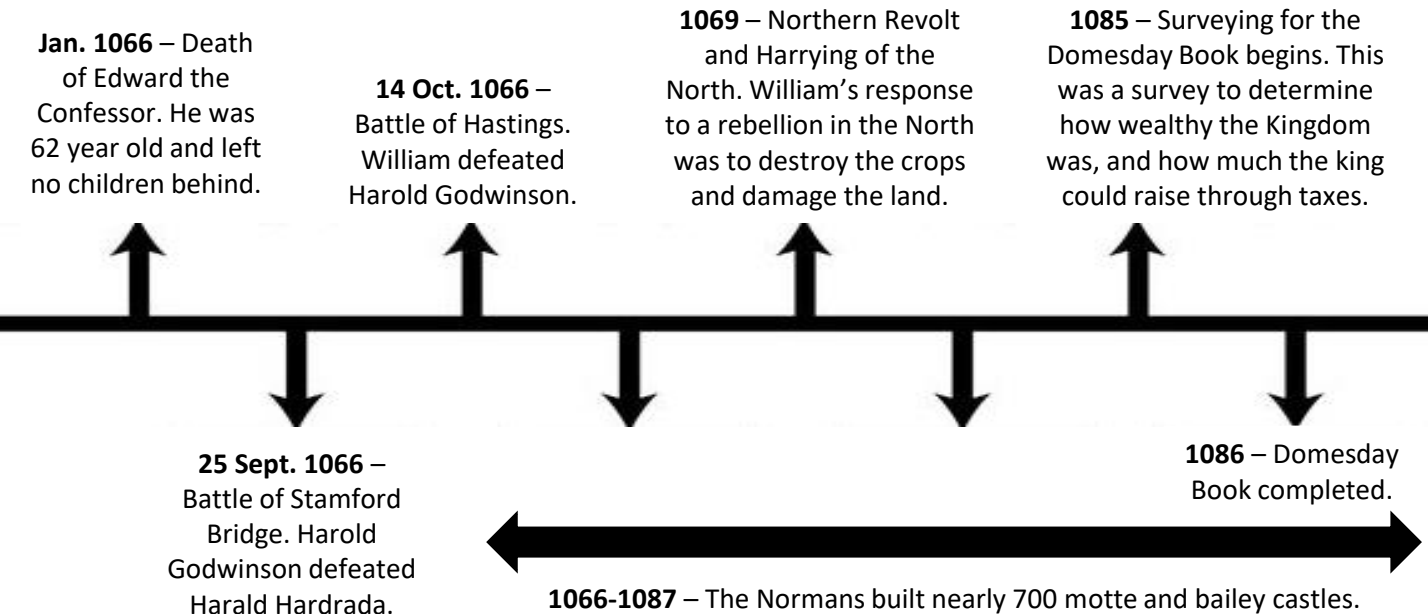 Jan. 1066 – Death
of Edward the
Confessor. He was
62 year old and left
no children behind.
14 Oct. 1066 –
Battle of Hastings.
William defeated
Harold Godwinson.
1069 – Northern Revolt
and Harrying of the
North. William’s response
to a rebellion in the North
was to destroy the crops
and damage the land.
1085 – Surveying for the
Domesday Book begins. This
was a survey to determine
how wealthy the Kingdom
was, and how much the king
could raise through taxes.
25 Sept. 1066 –
Battle of Stamford
Bridge. Harold
Godwinson defeated
Harald Hardrada.
1086 – Domesday
Book completed.
1066-1087 – The Normans built nearly 700 motte and bailey castles.